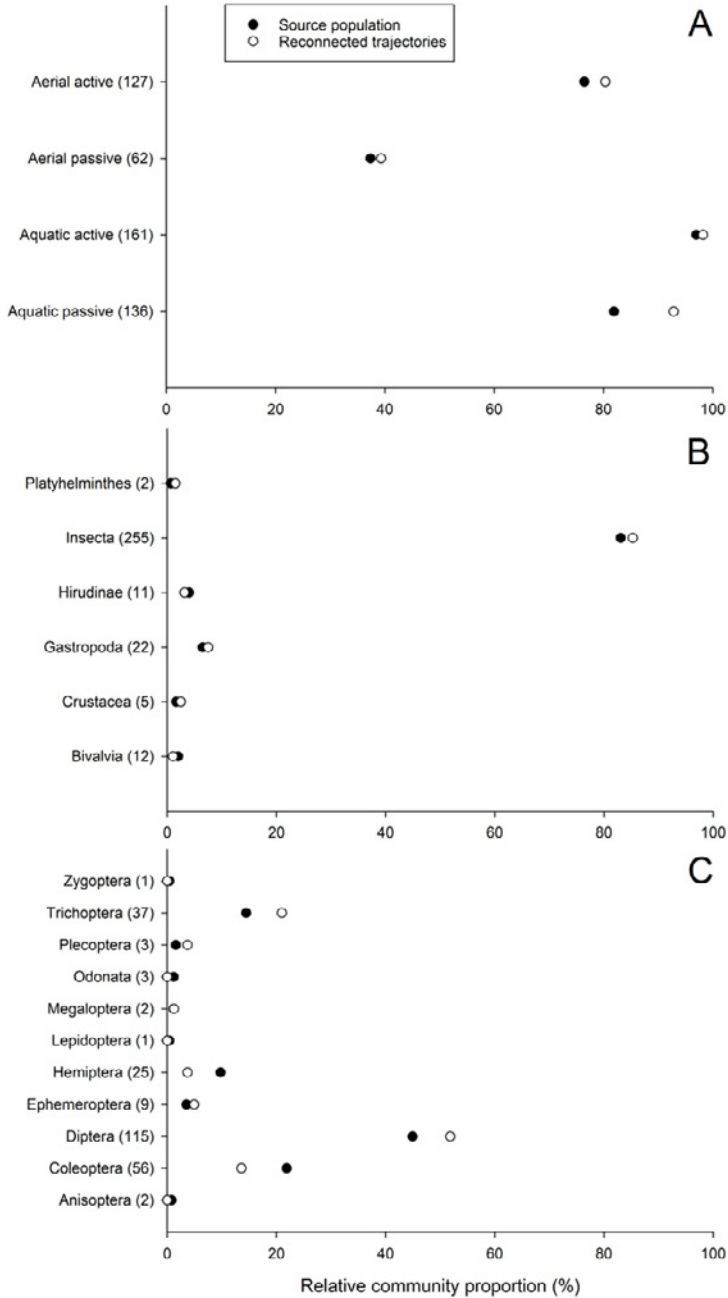 Source population
Reconnected trajectories
A
Aerial active (127)
Aerial passive (62)
Aquatic active (161)
Aquatic passive (136)
0 20 40 60 80 100
B
Platyhelminthes (2)
Insecta (255)
Hirudinae (11)
Gastropoda (22)
Crustacea (5)
Bivalvia (12)
0 20 40 60 80 100
C
Zygoptera (1)
Trichoptera (37)
Plecoptera (3)
Odonata (3)
Megaloptera (2)
Lepidoptera (1)
Hemiptera (25)
Ephemeroptera (9)
Diptera (115)
Coleoptera (56)
Anisoptera (2)
0 20 40 60 80 100
Relative community proportion (%)